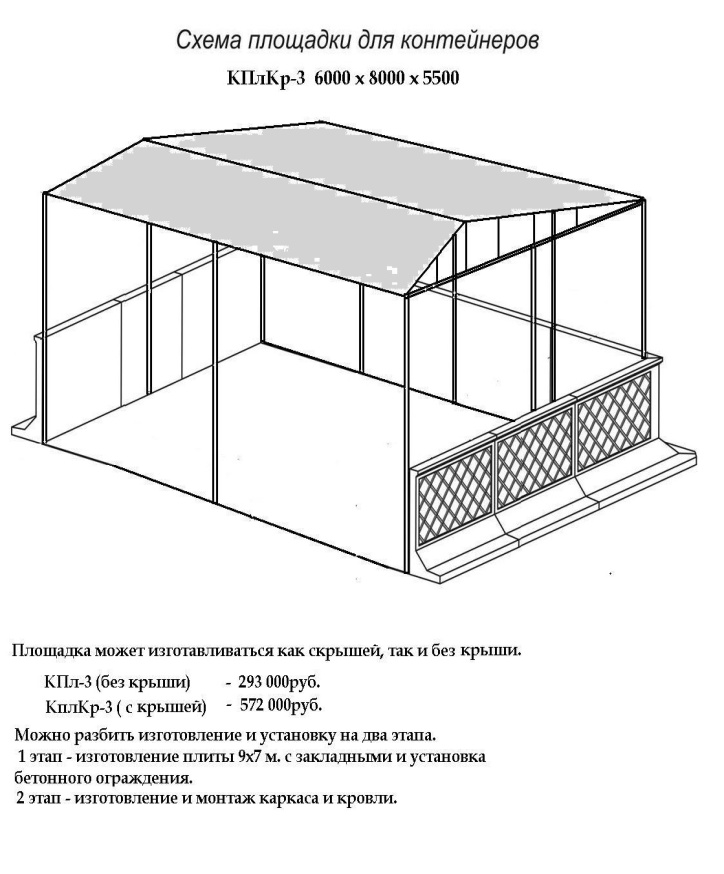 Схема площадки для контейнеров
КПлКр-3 6000 х 8000 х 5500
Площадка может изготавливаться как скрышей, так и без крыши.
КПл-3 (без крыши) - 293 000руб.
КплКр-3 ( с крышей) - 572 000руб.
Можно разбить изготовление и установку на два этапа.
1 этап - изготовление плиты 9х7 м. с закладными и установка
бетонного ограждения.
2 этап - изготовление и монтаж каркаса и кровли.